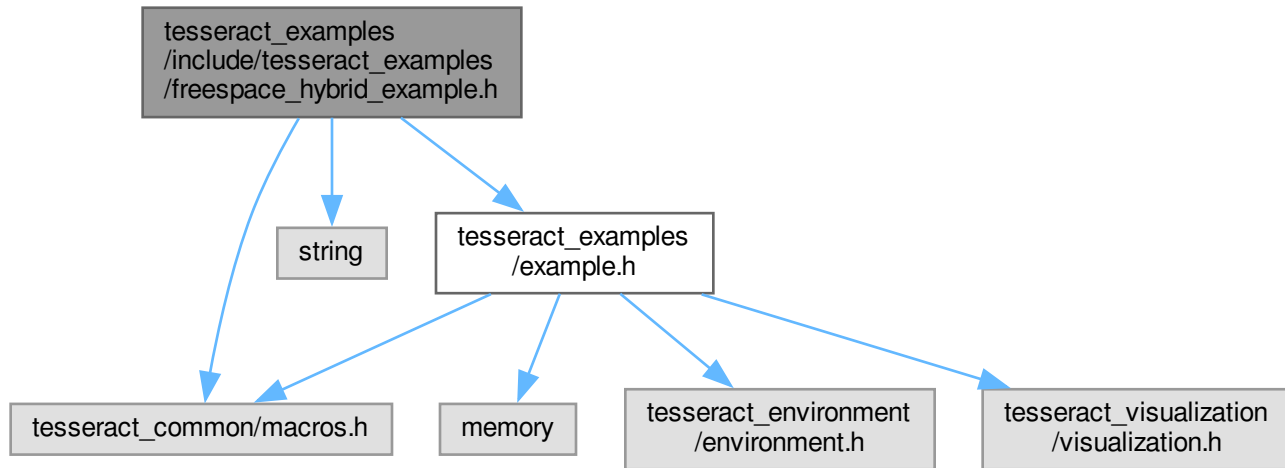 tesseract_examples
/include/tesseract_examples
/freespace_hybrid_example.h
string
tesseract_examples
/example.h
tesseract_common/macros.h
memory
tesseract_environment
/environment.h
tesseract_visualization
/visualization.h